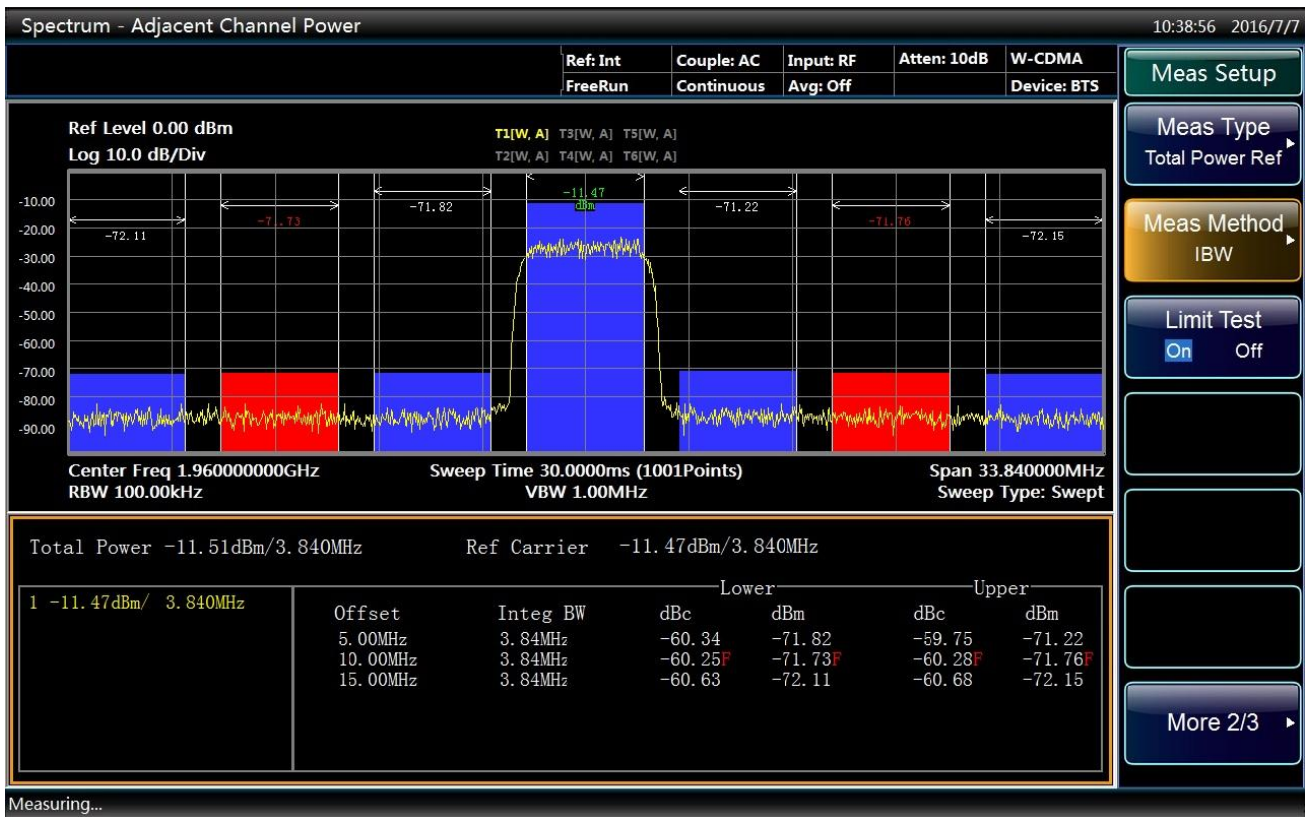 Spectrum - Adjacent Channel Power
10:38:56 2016/7/7
Ref: Int Couple: AC Input: RF Atten: 10dB W-CDMA
FreeRun Continuous Avg: Off Device: BTS
Ref Level 0.00 dBm
Log 10.0 dB/Div
T1[W, A] T3[W, A] T5[W, A]
T2[W, A] T4[W, A] T6[W, A]
-11.47
dBm
-71.82
-71.22
-71.73
-71.76
-72.11
-72.15
-10.00
-20.00
-30.00
-40.00
-50.00
-60.00
-70.00
-80.00
-90.00
Center Freq 1.960000000GHz Sweep Time 30.0000ms (1001Points) Span 33.840000MHz
RBW 100.00kHz VBW 1.00MHz Sweep Type: Swept
Total Power -11.51dBm/3.840MHz Ref Carrier -11.47dBm/3.840MHz
1 -11.47dBm/ 3.840MHz
Lower Upper
Offset Integ BW dBc dBm dBc dBm
5.00MHz 3.84MHz -60.34 -71.82 -59.75 -71.22
10.00MHz 3.84MHz -60.25F -71.73F -60.28F -71.76F
15.00MHz 3.84MHz -60.63 -72.11 -60.68 -72.15
Measuring...
Meas Setup
Meas Type
Total Power Ref
Meas Method
IBW
Limit Test
On Off
More 2/3